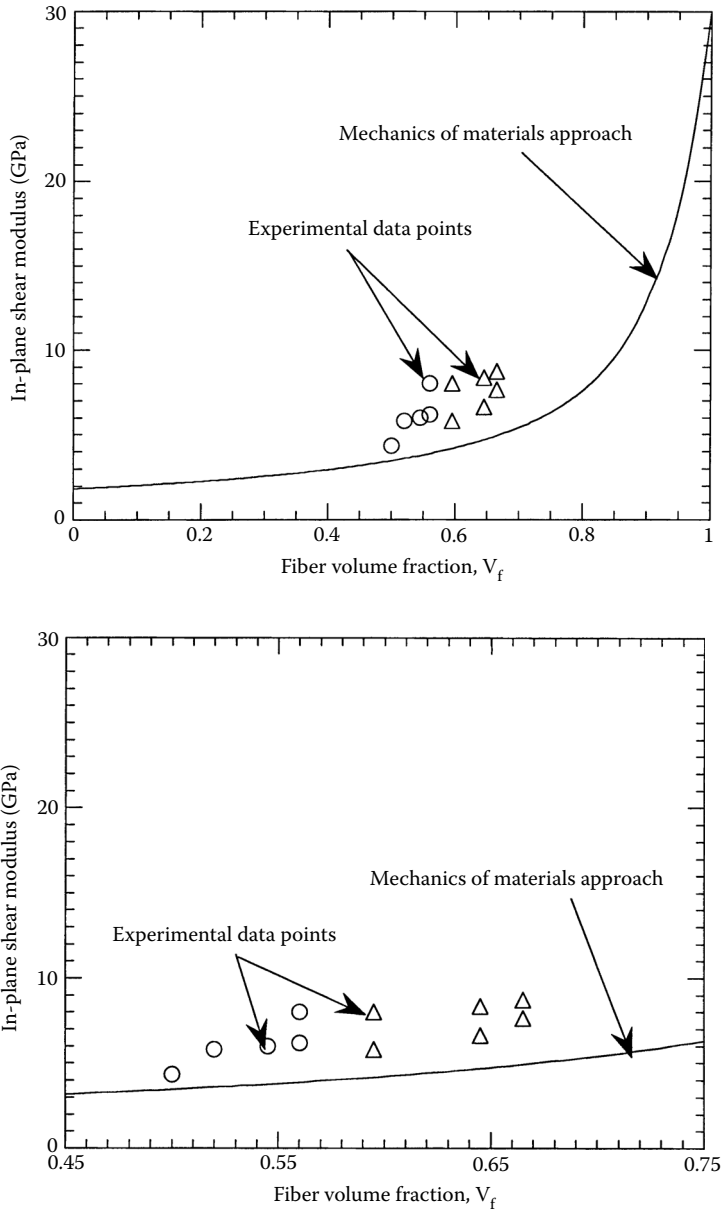 30
20
10
0
In-plane shear modulus (GPa)
Mechanics of materials approach
Experimental data points
0 0.2 0.4 0.6 0.8 1
Fiber volume fraction, V_f
30
20
10
0
In-plane shear modulus (GPa)
Mechanics of materials approach
Experimental data points
0.45 0.55 0.65 0.75
Fiber volume fraction, V_f